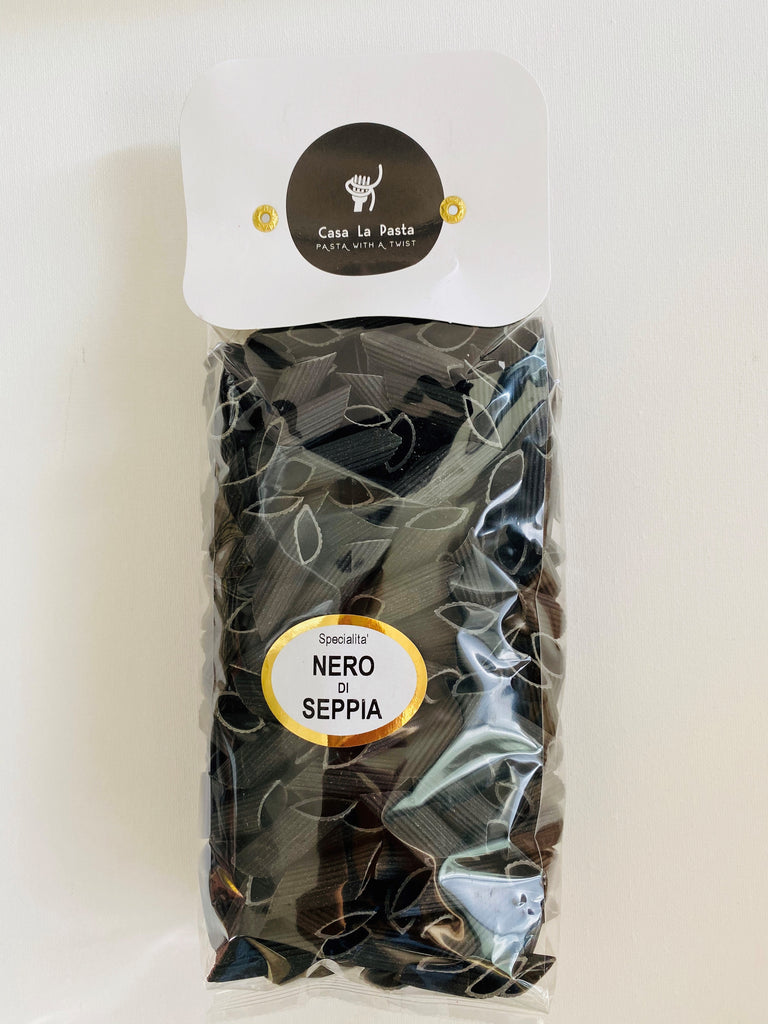 Casa La Pasta
PASTA WITH A TWIST
Specialita'
NERO
DI
SEPPIA